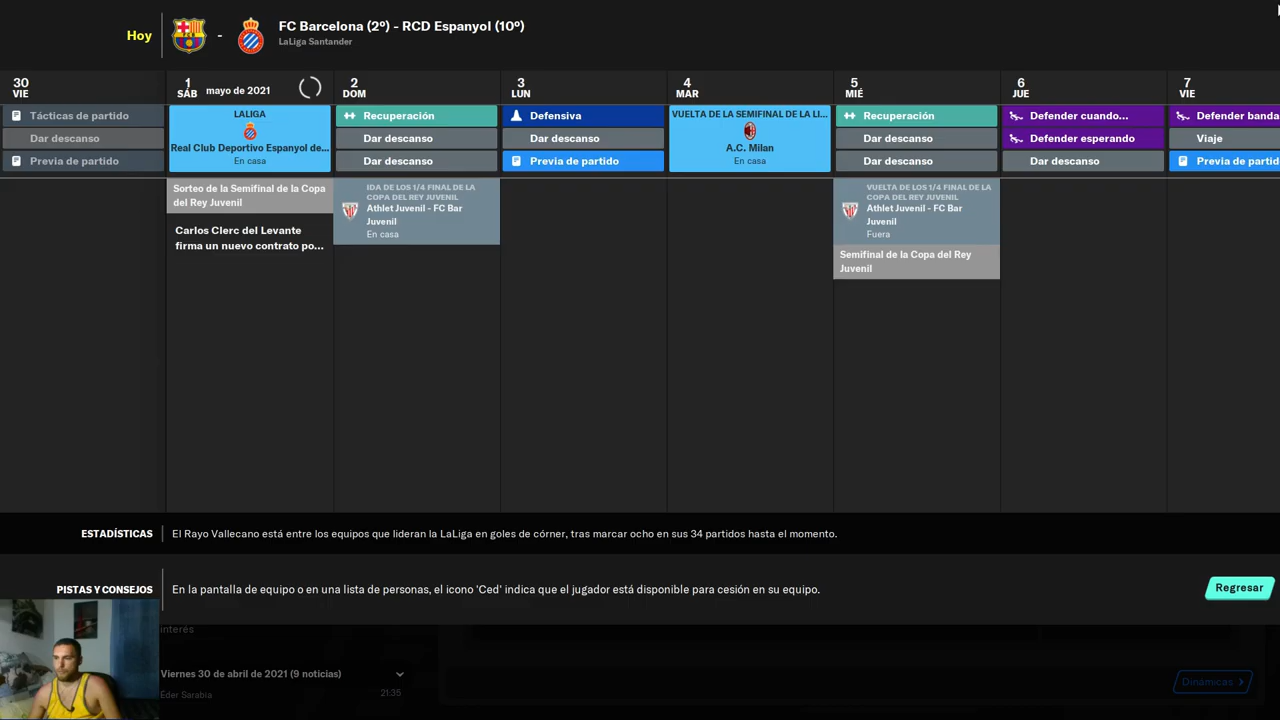 Hoy
FC Barcelona (2º) - RCD Espanyol (10º)
LaLiga Santander
30
VIE
1
SÁB
mayo de 2021
2
DOM
3
LUN
4
MAR
5
MIÉ
6
JUE
7
VIE
Tácticas de partido
Dar descanso
Previa de partido
LALIGA
Real Club Deportivo Espanyol de...
En casa
Recuperación
Dar descanso
Dar descanso
Defensiva
Dar descanso
Previa de partido
VUELTA DE LA SEMIFINAL DE LA LI...
A.C. Milan
En casa
Recuperación
Dar descanso
Dar descanso
Defender cuando...
Defender esperando
Dar descanso
Defender banda
Viaje
Previa de partid
Sorteo de la Semifinal de la Copa
del Rey Juvenil
Carlos Clerc del Levante
firma un nuevo contrato po...
IDA DE LOS 1/4 FINAL DE LA
COPA DEL REY JUVENIL
Athlet Juvenil - FC Bar
Juvenil
En casa
VUELTA DE LOS 1/4 FINAL DE LA
COPA DEL REY JUVENIL
Athlet Juvenil - FC Bar
Juvenil
Fuera
Semifinal de la Copa del Rey
Juvenil
ESTADÍSTICAS
El Rayo Vallecano está entre los equipos que lideran la LaLiga en goles de córner, tras marcar ocho en sus 34 partidos hasta el momento.
PISTAS Y CONSEJOS
En la pantalla de equipo o en una lista de personas, el icono 'Ced' indica que el jugador está disponible para cesión en su equipo.
Regresar
interés
Viernes 30 de abril de 2021 (9 noticias)
Eder Sarabia
21:35
Dinámicas